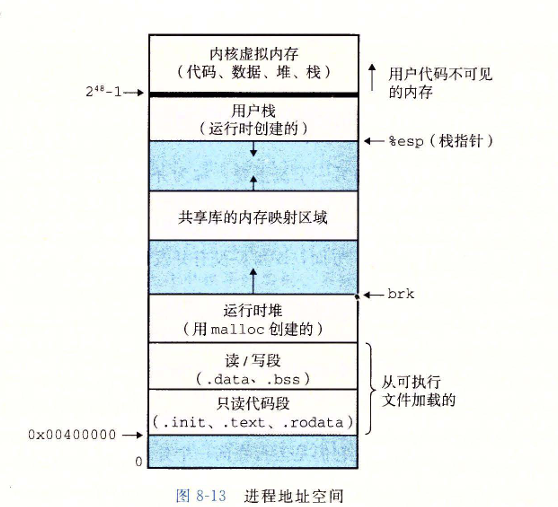 内核虚拟内存
(代码、数据、堆、栈)
用户代码不可见
的内存
2⁴⁸-1
用户栈
(运行时创建的)
%esp(栈指针)
共享库的内存映射区域
brk
运行时堆
(用malloc创建的)
读/写段
(.data、.bss)
从可执行
文件加载的
只读代码段
(.init、.text、.rodata)
0x00400000
0
图 8-13 进程地址空间